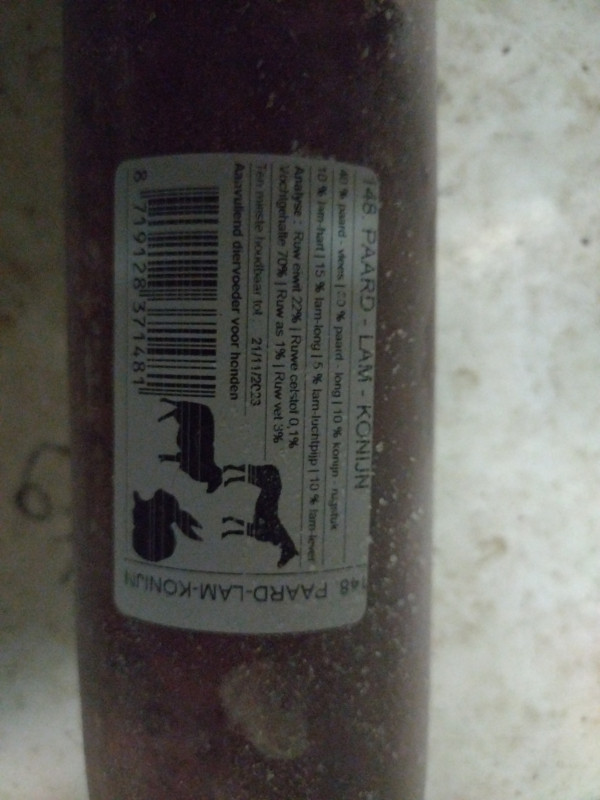 148. PAARD - LAM - KONIJN
40 % paard - vlees | 10 % paard - long | 10 % konijn - rugstuk
10 % lam-hart | 15 % lam-long | 5 % lam-luchtpijp | 10 % lam-lever
Analyse : Ruw eiwit 22% | Ruwe celstof 0,1%
Vochtgehalte 70% | Ruw as 1% | Ruw vet 3%
Ten minste houdbaar tot 21/11/2023
Aanvullend diervoeder voor honden
8 719128 371481
148. PAARD-LAM-KONIJN